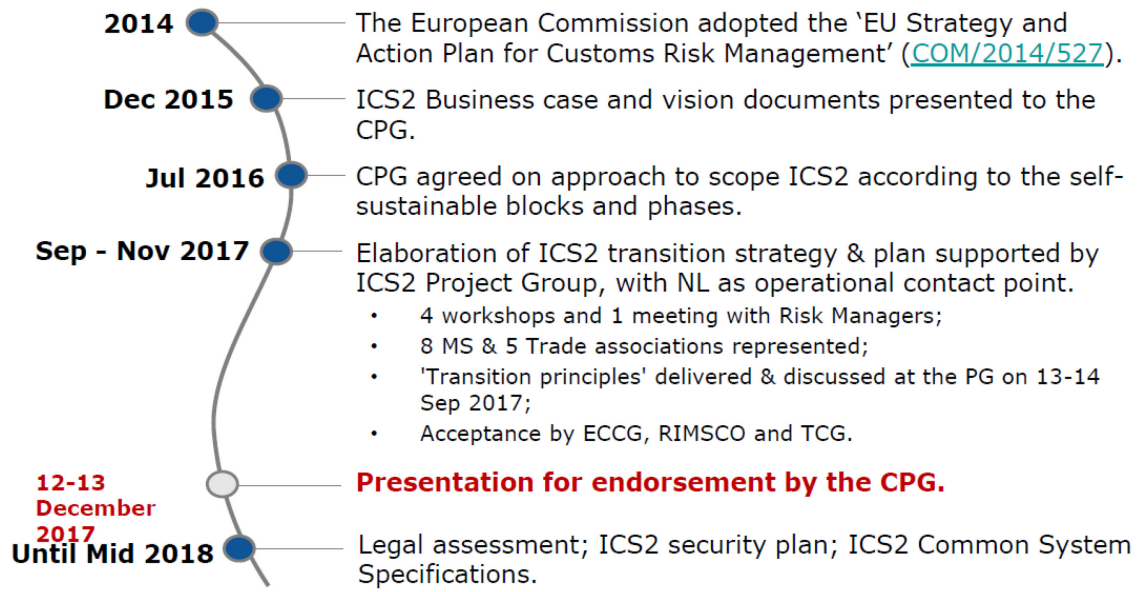 2014
The European Commission adopted the ‘EU Strategy and
Action Plan for Customs Risk Management’ (COM/2014/527).
Dec 2015
ICS2 Business case and vision documents presented to the
CPG.
Jul 2016
CPG agreed on approach to scope ICS2 according to the self-
sustainable blocks and phases.
Sep - Nov 2017
Elaboration of ICS2 transition strategy & plan supported by
ICS2 Project Group, with NL as operational contact point.
• 4 workshops and 1 meeting with Risk Managers;
• 8 MS & 5 Trade associations represented;
• 'Transition principles' delivered & discussed at the PG on 13-14
Sep 2017;
• Acceptance by ECCG, RIMSCO and TCG.
12-13
December
2017
Presentation for endorsement by the CPG.
Until Mid 2018
Legal assessment; ICS2 security plan; ICS2 Common System
Specifications.